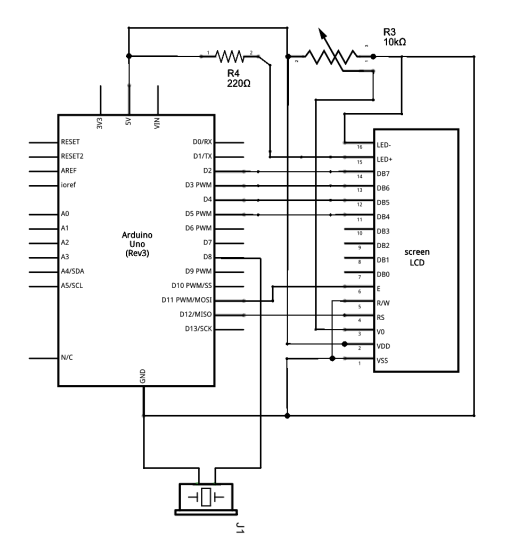 R3
10kΩ
1 2
2 3 1
R4
220Ω
3V3
5V
VIN
RESET
RESET2
AREF
ioref
A0
A1
A2
A3
A4/SDA
A5/SCL
N/C
Arduino
Uno
(Rev3)
D0/RX
D1/TX
D2
D3 PWM
D4
D5 PWM
D6 PWM
D7
D8
D9 PWM
D10 PWM/SS
D11 PWM/MOSI
D12/MISO
D13/SCK
GND
16 LED-
15 LED+
14 DB7
13 DB6
12 DB5
11 DB4
10 DB3
9 DB2
8 DB1
7 DB0
6 E
5 R/W
4 RS
3 V0
2 VDD
1 VSS
screen
LCD
J1